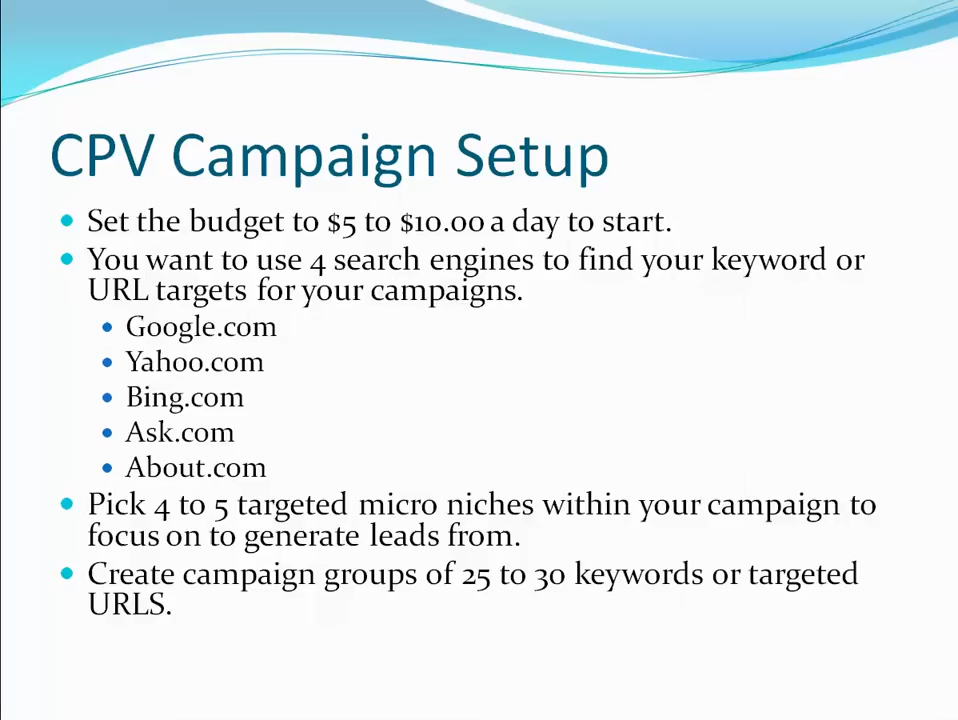 CPV Campaign Setup
Set the budget to $5 to $10.00 a day to start.
You want to use 4 search engines to find your keyword or
URL targets for your campaigns.
Google.com
Yahoo.com
Bing.com
Ask.com
About.com
Pick 4 to 5 targeted micro niches within your campaign to
focus on to generate leads from.
Create campaign groups of 25 to 30 keywords or targeted
URLS.